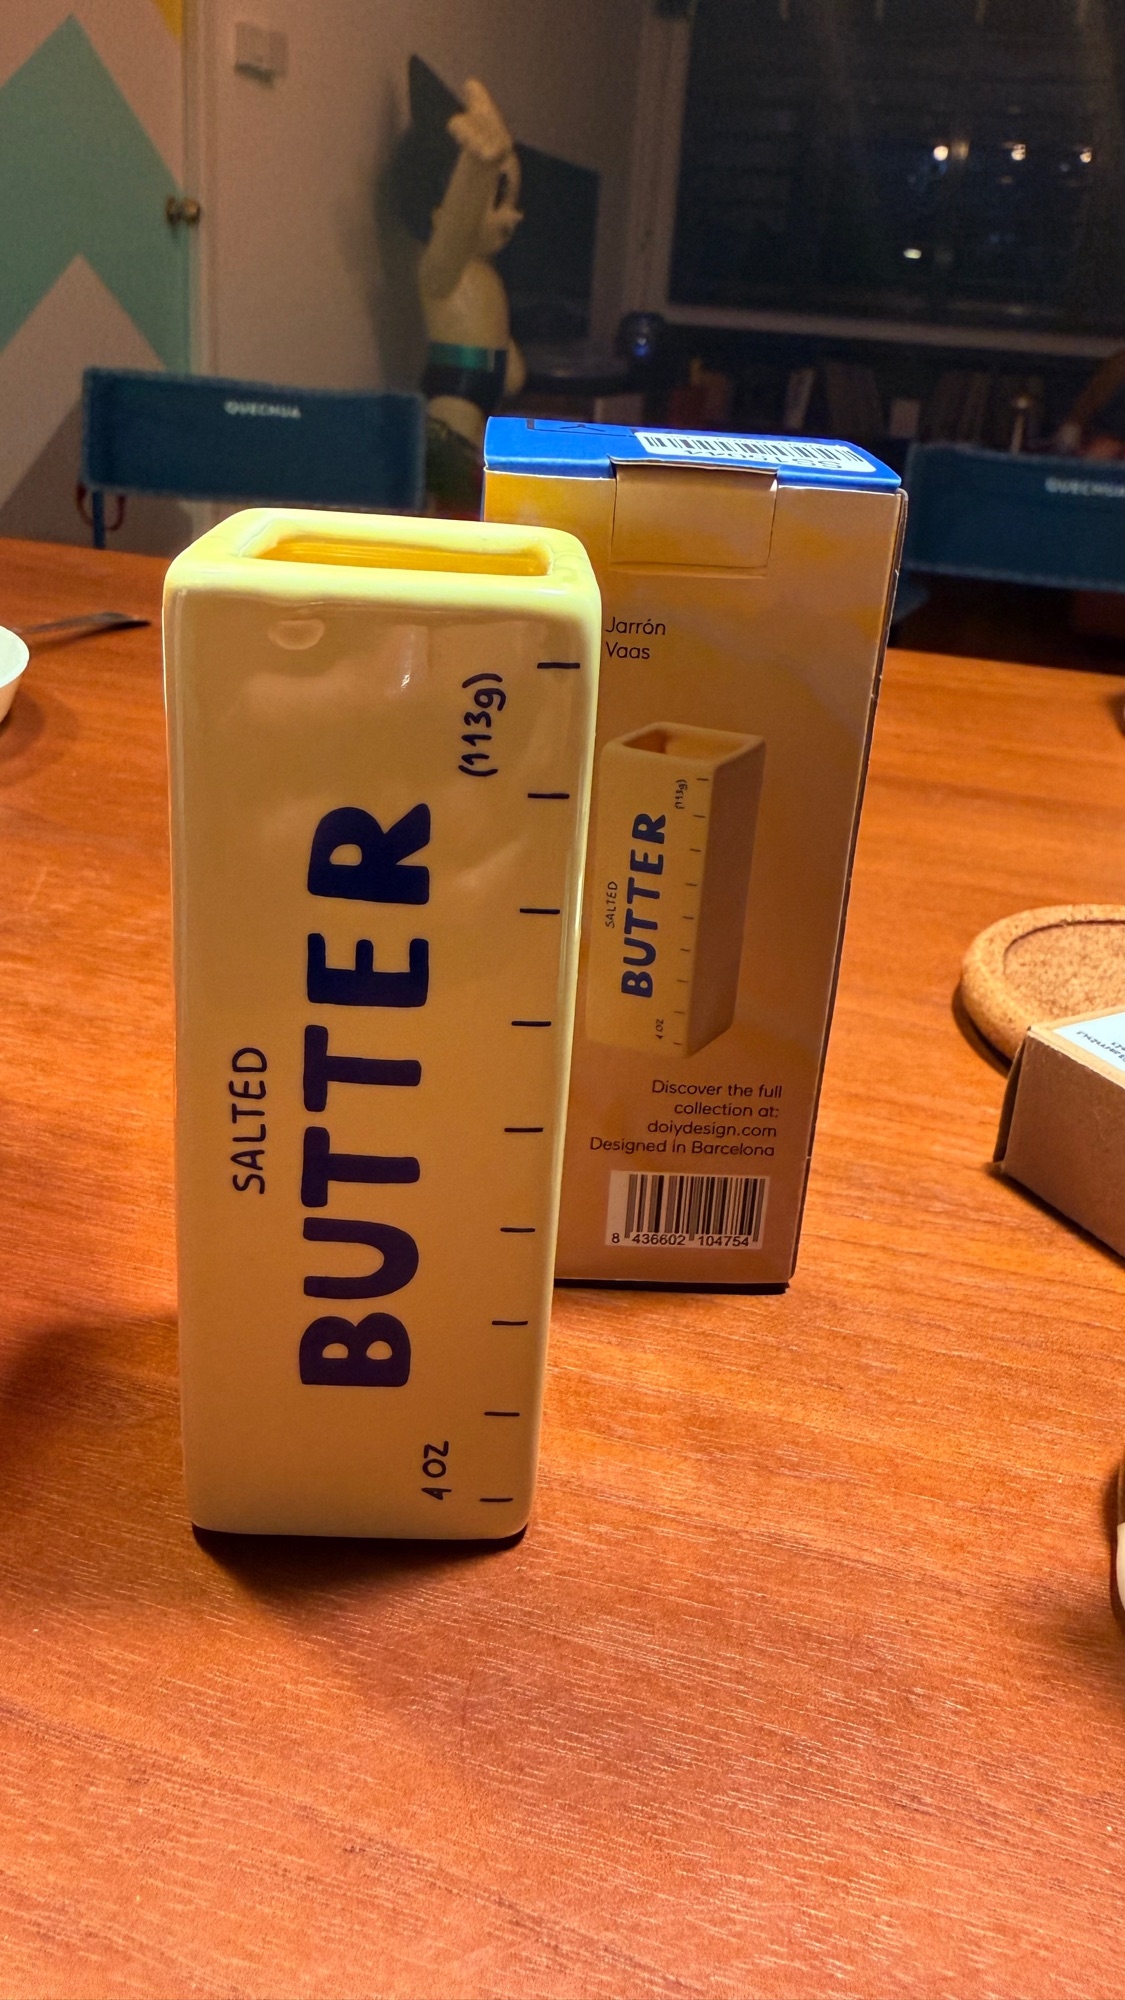 QUECHUA
QUECHUA
SALTED
BUTTER
4 OZ
(113g)
Jarrón
Vaas
SALTED
BUTTER
4 OZ
(113g)
Discover the full
collection at:
doiydesign.com
Designed in Barcelona
8 436602 104754